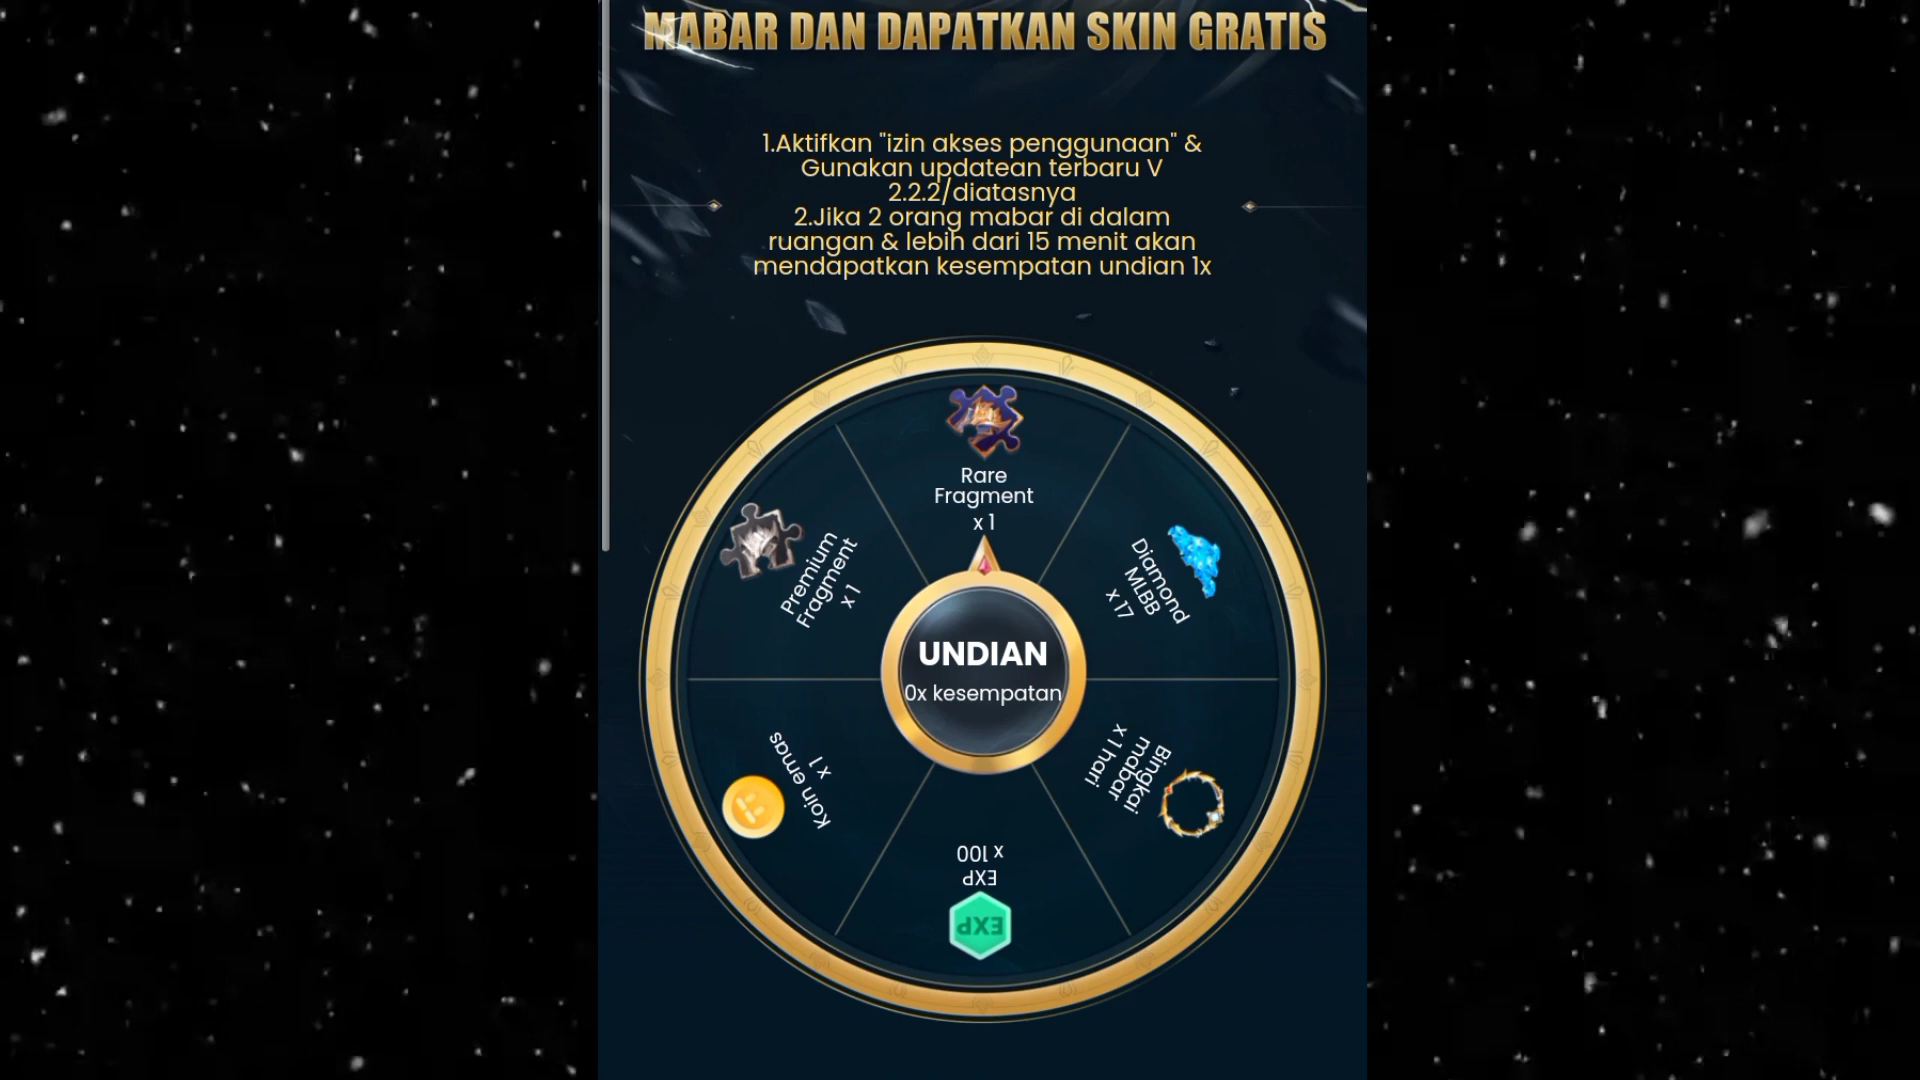 MABAR DAN DAPATKAN SKIN GRATIS
1.Aktifkan "izin akses penggunaan" &
Gunakan updatean terbaru V
2.2.2/diatasnya
2.Jika 2 orang mabar di dalam
ruangan & lebih dari 15 menit akan
mendapatkan kesempatan undian 1x
Rare
Fragment
x 1
Premium
Fragment
x 1
Diamond
MLBB
x 17
UNDIAN
0x kesempatan
Koin emas
x 1
Bingkai
mabar
x 1 hari
EXP
x 100
EXP